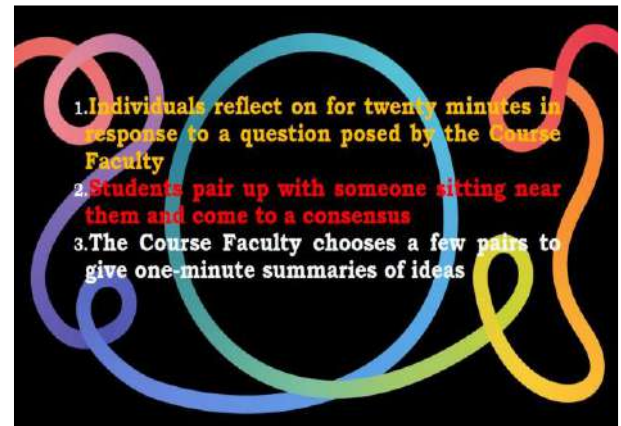 1.Individuals reflect on for twenty minutes in
response to a question posed by the Course
Faculty
2.Students pair up with someone sitting near
them and come to a consensus
3.The Course Faculty chooses a few pairs to
give one-minute summaries of ideas